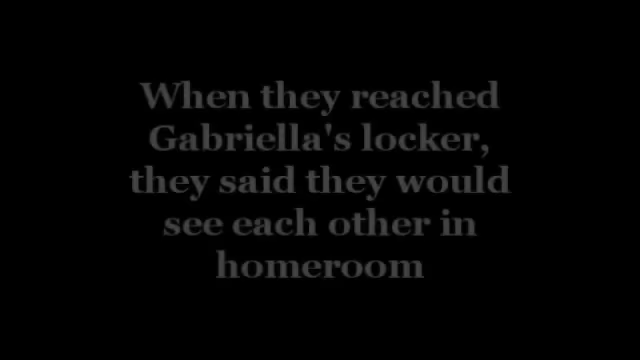 When they reached
Gabriella's locker,
they said they would
see each other in
homeroom